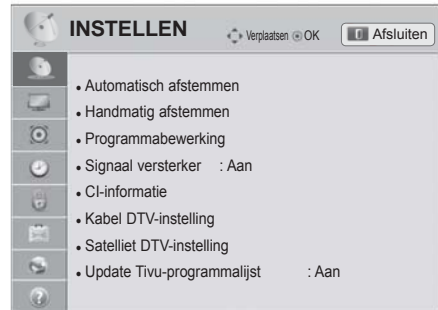 INSTELLEN Verplaatsen OK Afsluiten
• Automatisch afstemmen
• Handmatig afstemmen
• Programmabewerking
• Signaal versterker : Aan
• CI-informatie
• Kabel DTV-instelling
• Satelliet DTV-instelling
• Update Tivu-programmalijst : Aan